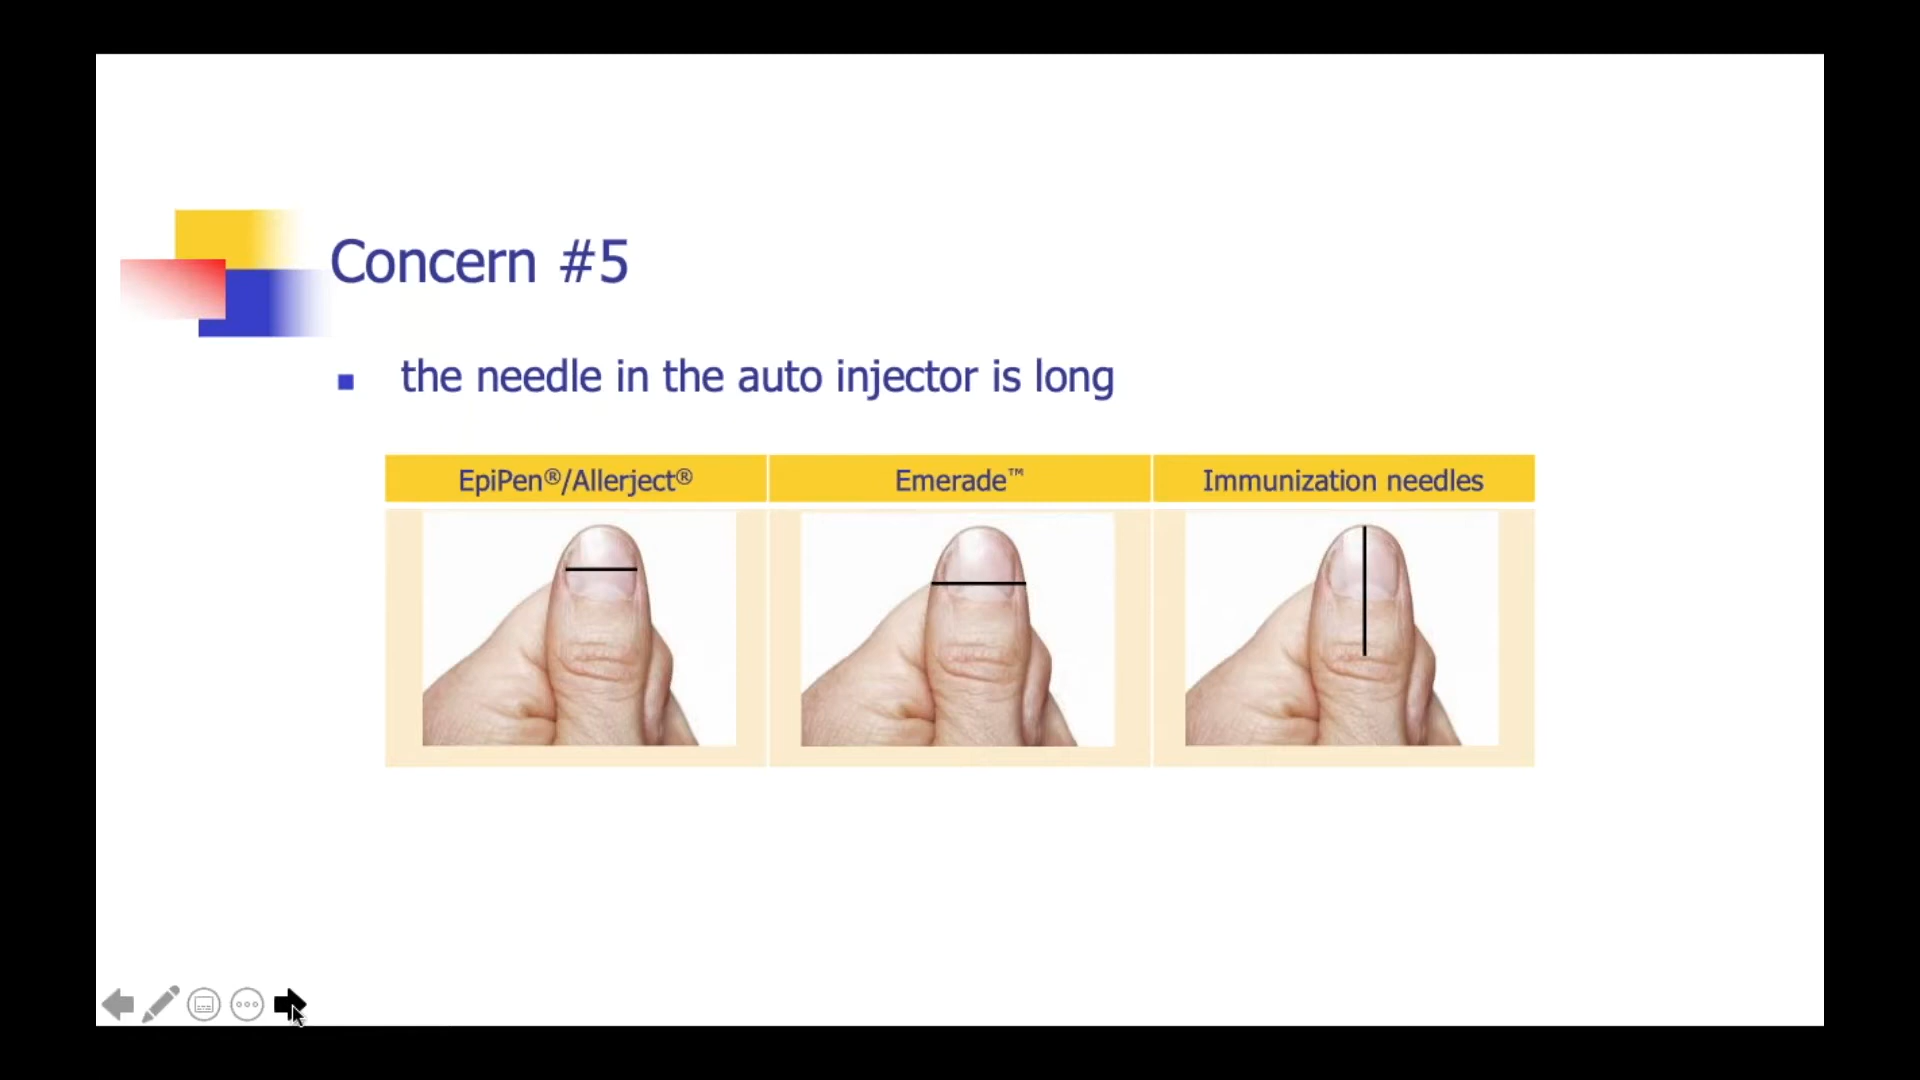 Concern #5
the needle in the auto injector is long
EpiPen®/Allerject®
Emerade™
Immunization needles